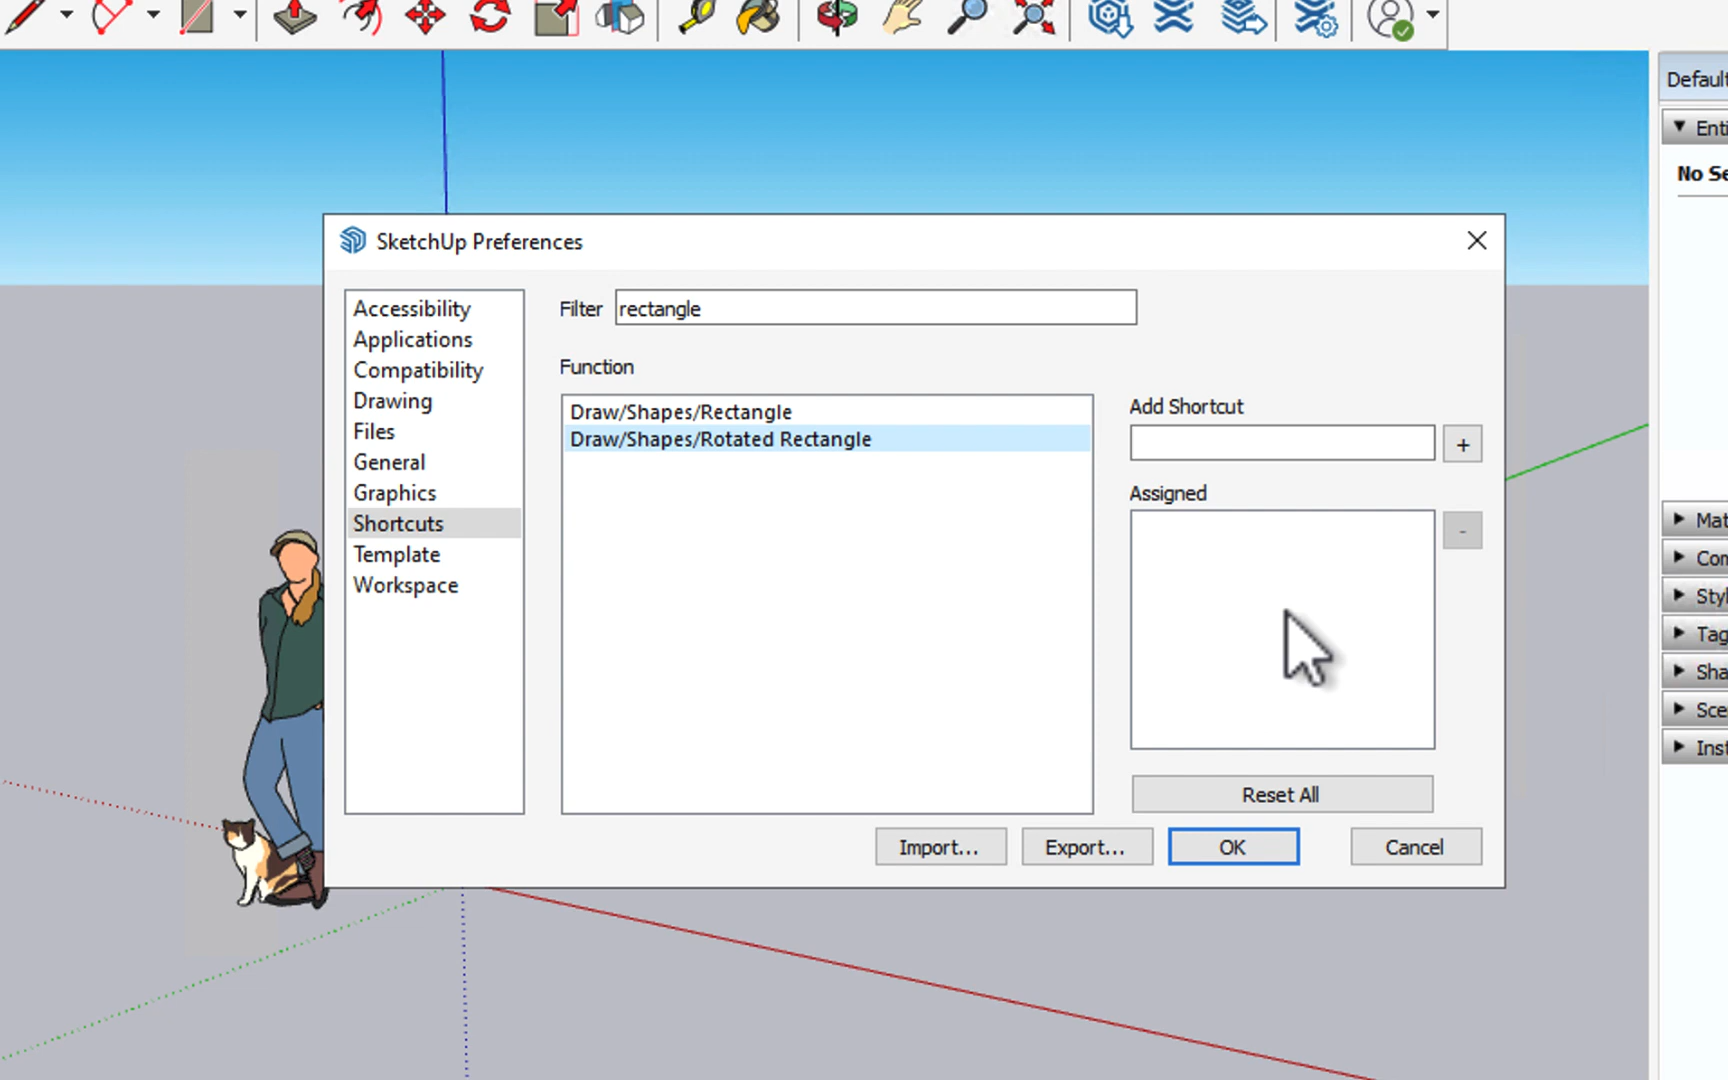 Default
Enti
No Se
SketchUp Preferences
Accessibility
Applications
Compatibility
Drawing
Files
General
Graphics
Shortcuts
Template
Workspace
Filter
rectangle
Function
Draw/Shapes/Rectangle
Draw/Shapes/Rotated Rectangle
Add Shortcut
+
Assigned
-
Reset All
Import...
Export...
OK
Cancel
Mat
Com
Styl
Tag
Sha
Sce
Inst